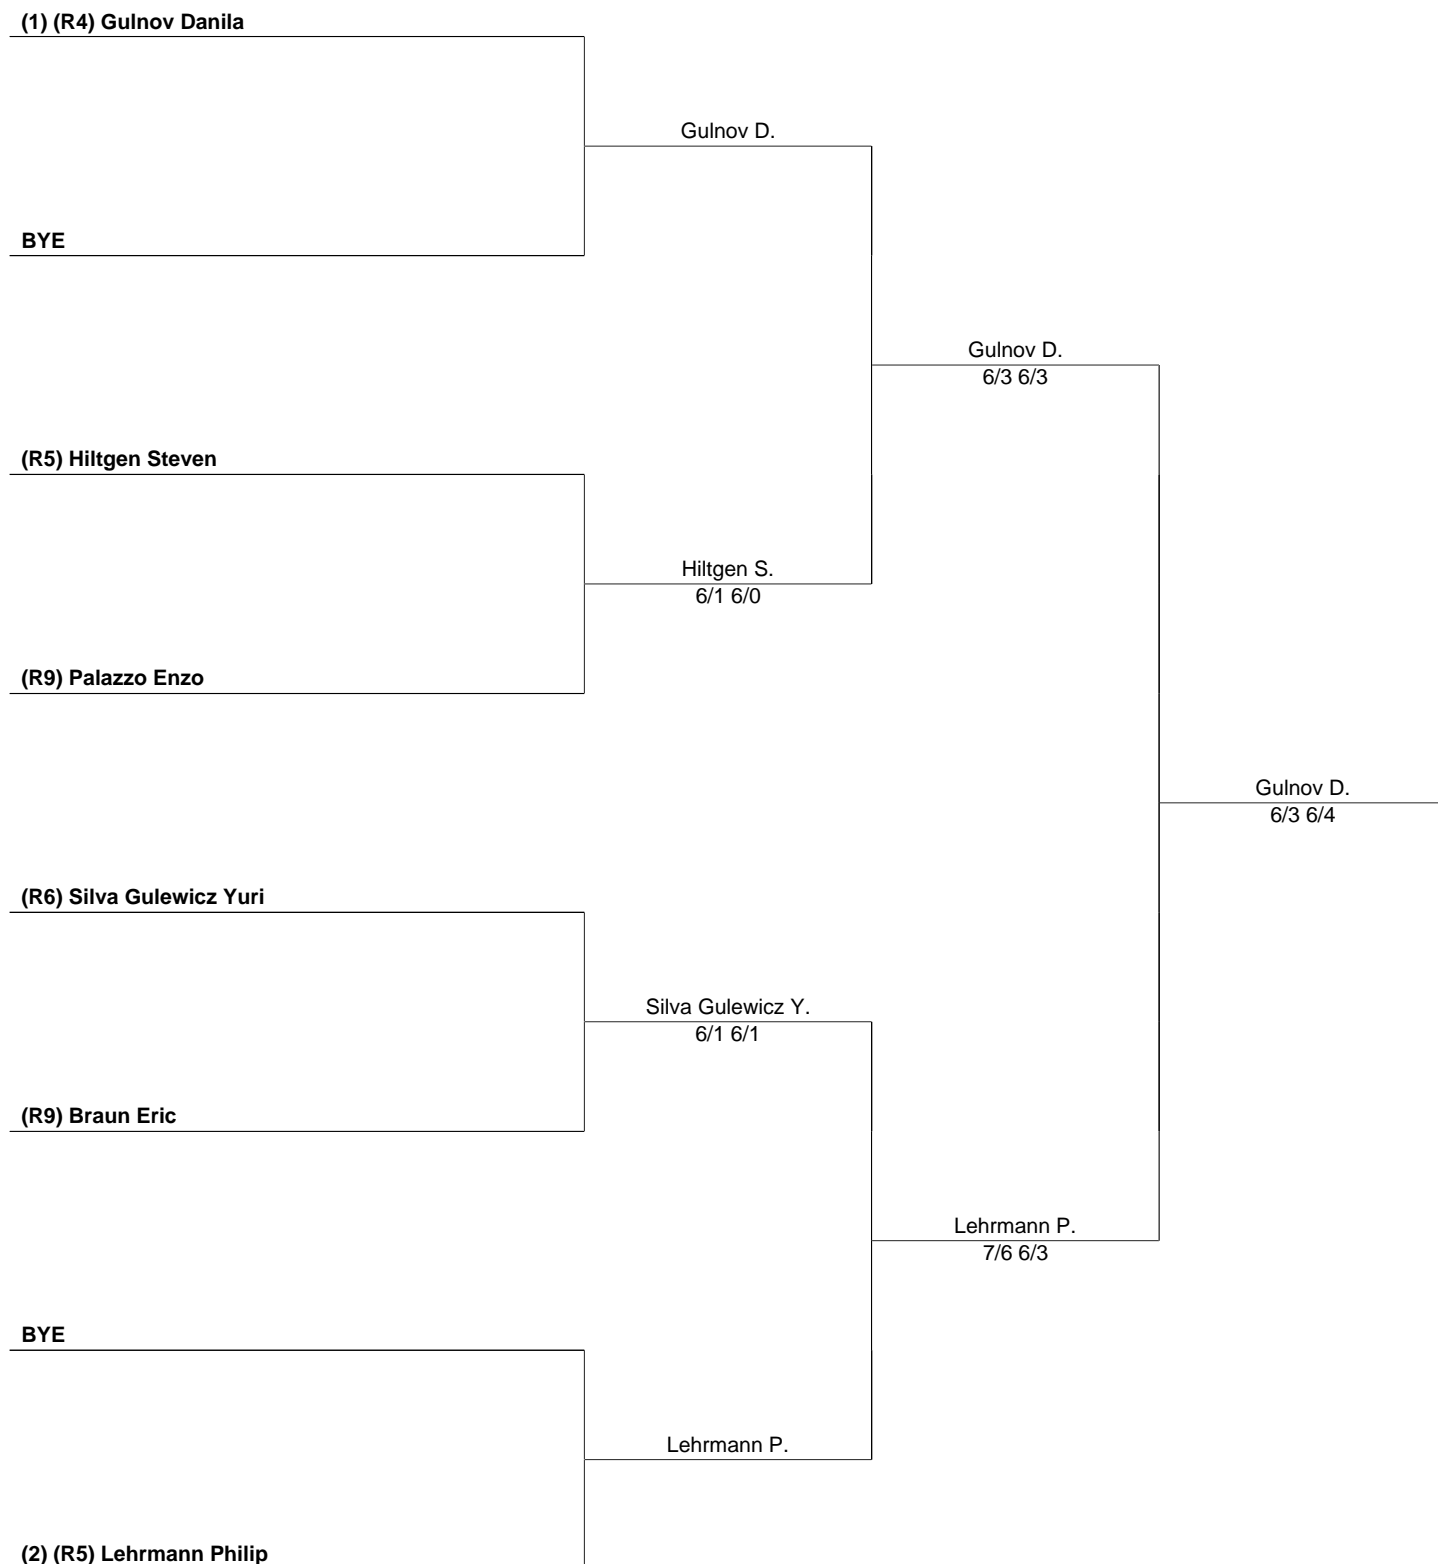 (1) (R4) Gulnov Danila
Gulnov D.
BYE
Gulnov D.
6/3 6/3
(R5) Hiltgen Steven
Hiltgen S.
6/1 6/0
(R9) Palazzo Enzo
Gulnov D.
6/3 6/4
(R6) Silva Gulewicz Yuri
Silva Gulewicz Y.
6/1 6/1
(R9) Braun Eric
Lehrmann P.
7/6 6/3
BYE
Lehrmann P.
(2) (R5) Lehrmann Philip